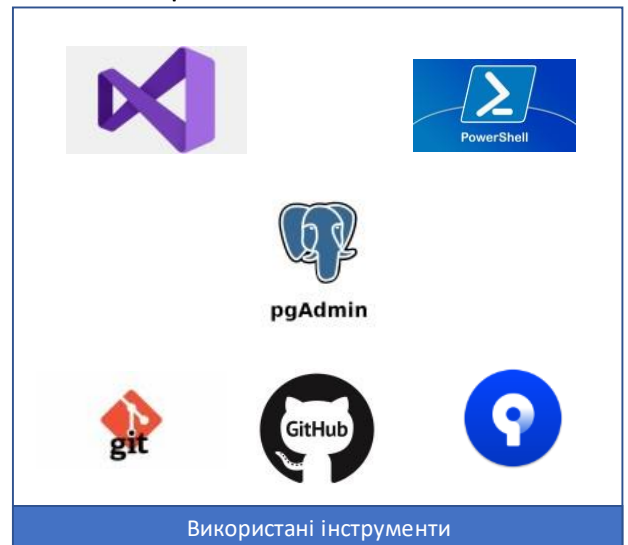 PowerShell
pgAdmin
git
GitHub
Використані інструменти